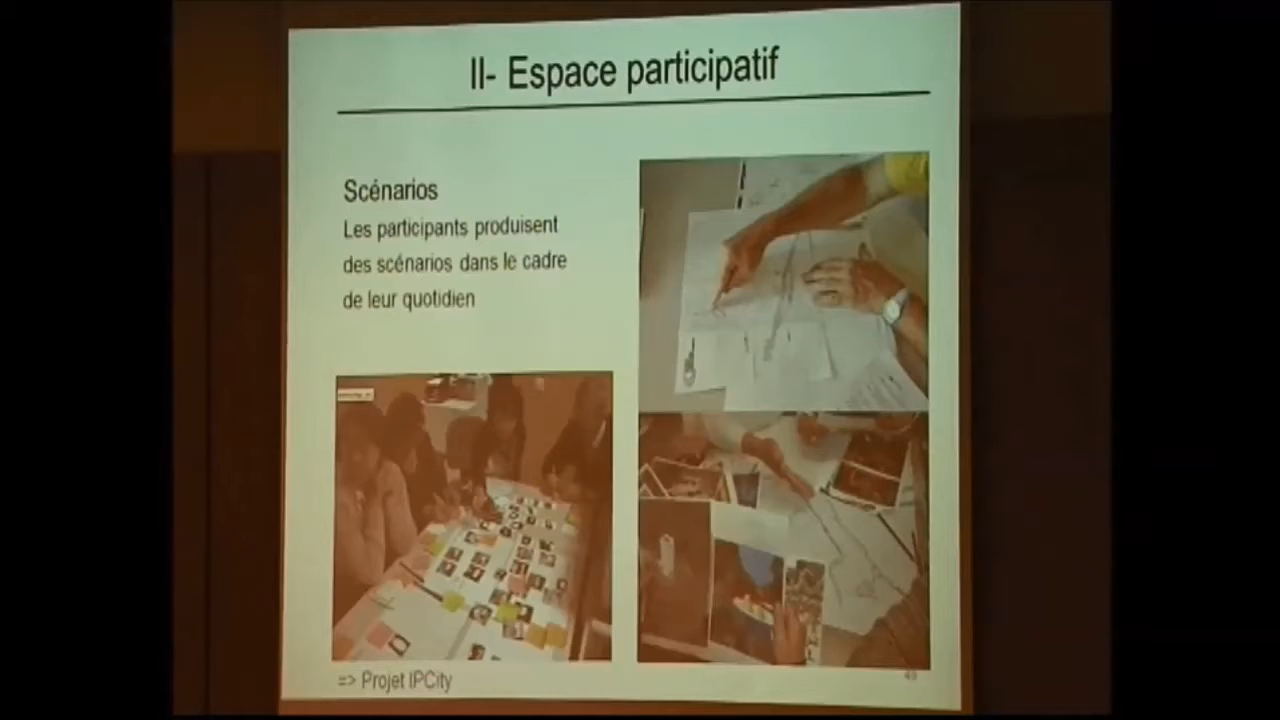 II- Espace participatif
Scénarios
Les participants produisent
des scénarios dans le cadre
de leur quotidien
=> Projet IPCity